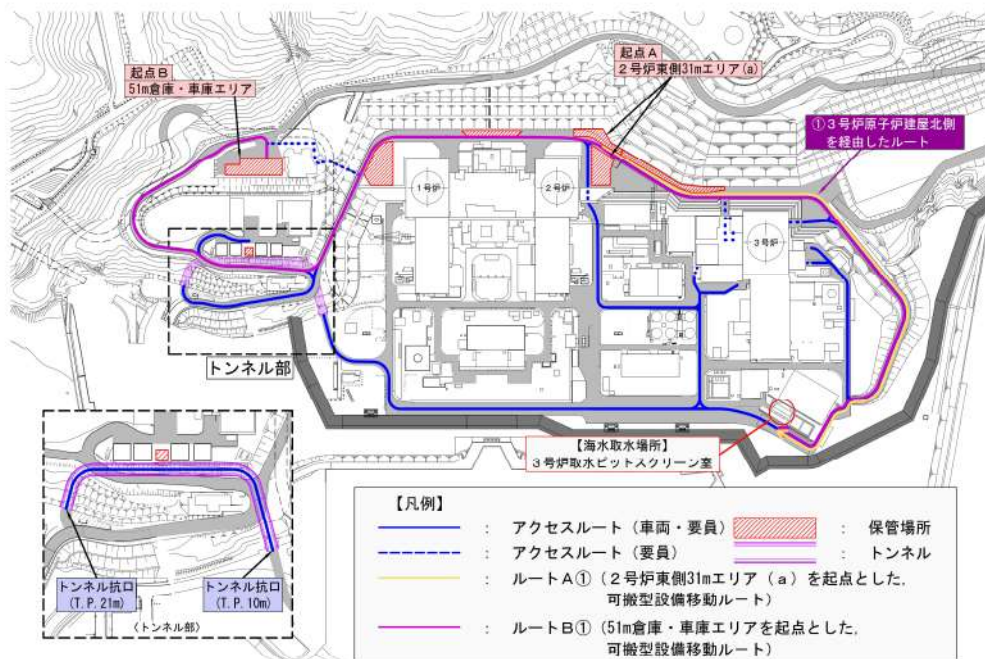 起点B
51m倉庫・車庫エリア
起点A
2号炉東側31mエリア(a)
①3号炉原子炉建屋北側
を経由したルート
1号炉
2号炉
3号炉
トンネル部
【海水取水場所】
3号炉取水ピットスクリーン室
トンネル抗口
(T.P.21m)
トンネル抗口
(T.P.10m)
〈トンネル部〉
【凡例】
： アクセスルート（車両・要員）
： 保管場所
： アクセスルート（要員）
： トンネル
： ルートA①（2号炉東側31mエリア（a）を起点とした，
可搬型設備移動ルート）
： ルートB①（51m倉庫・車庫エリアを起点とした，
可搬型設備移動ルート）